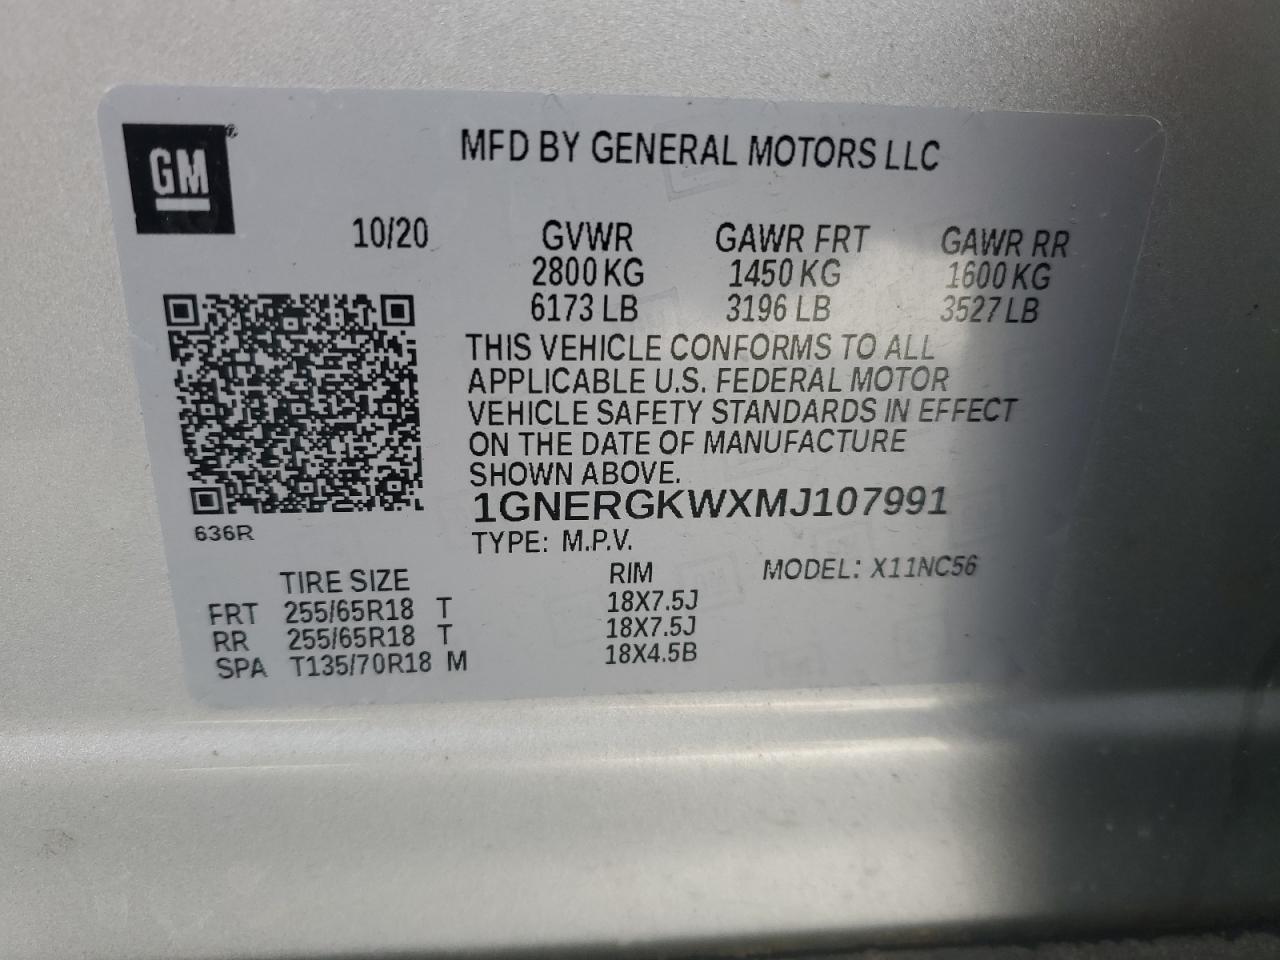 GM®
MFD BY GENERAL MOTORS LLC
10/20 GVWR GAWR FRT GAWR RR
2800 KG 1450 KG 1600 KG
6173 LB 3196 LB 3527 LB
THIS VEHICLE CONFORMS TO ALL
APPLICABLE U.S. FEDERAL MOTOR
VEHICLE SAFETY STANDARDS IN EFFECT
ON THE DATE OF MANUFACTURE
SHOWN ABOVE.
1GNERGKWXMJ107991
636R
TYPE: M.P.V.
MODEL: X11NC56
TIRE SIZE RIM
FRT 255/65R18 T 18X7.5J
RR 255/65R18 T 18X7.5J
SPA T135/70R18 M 18X4.5B